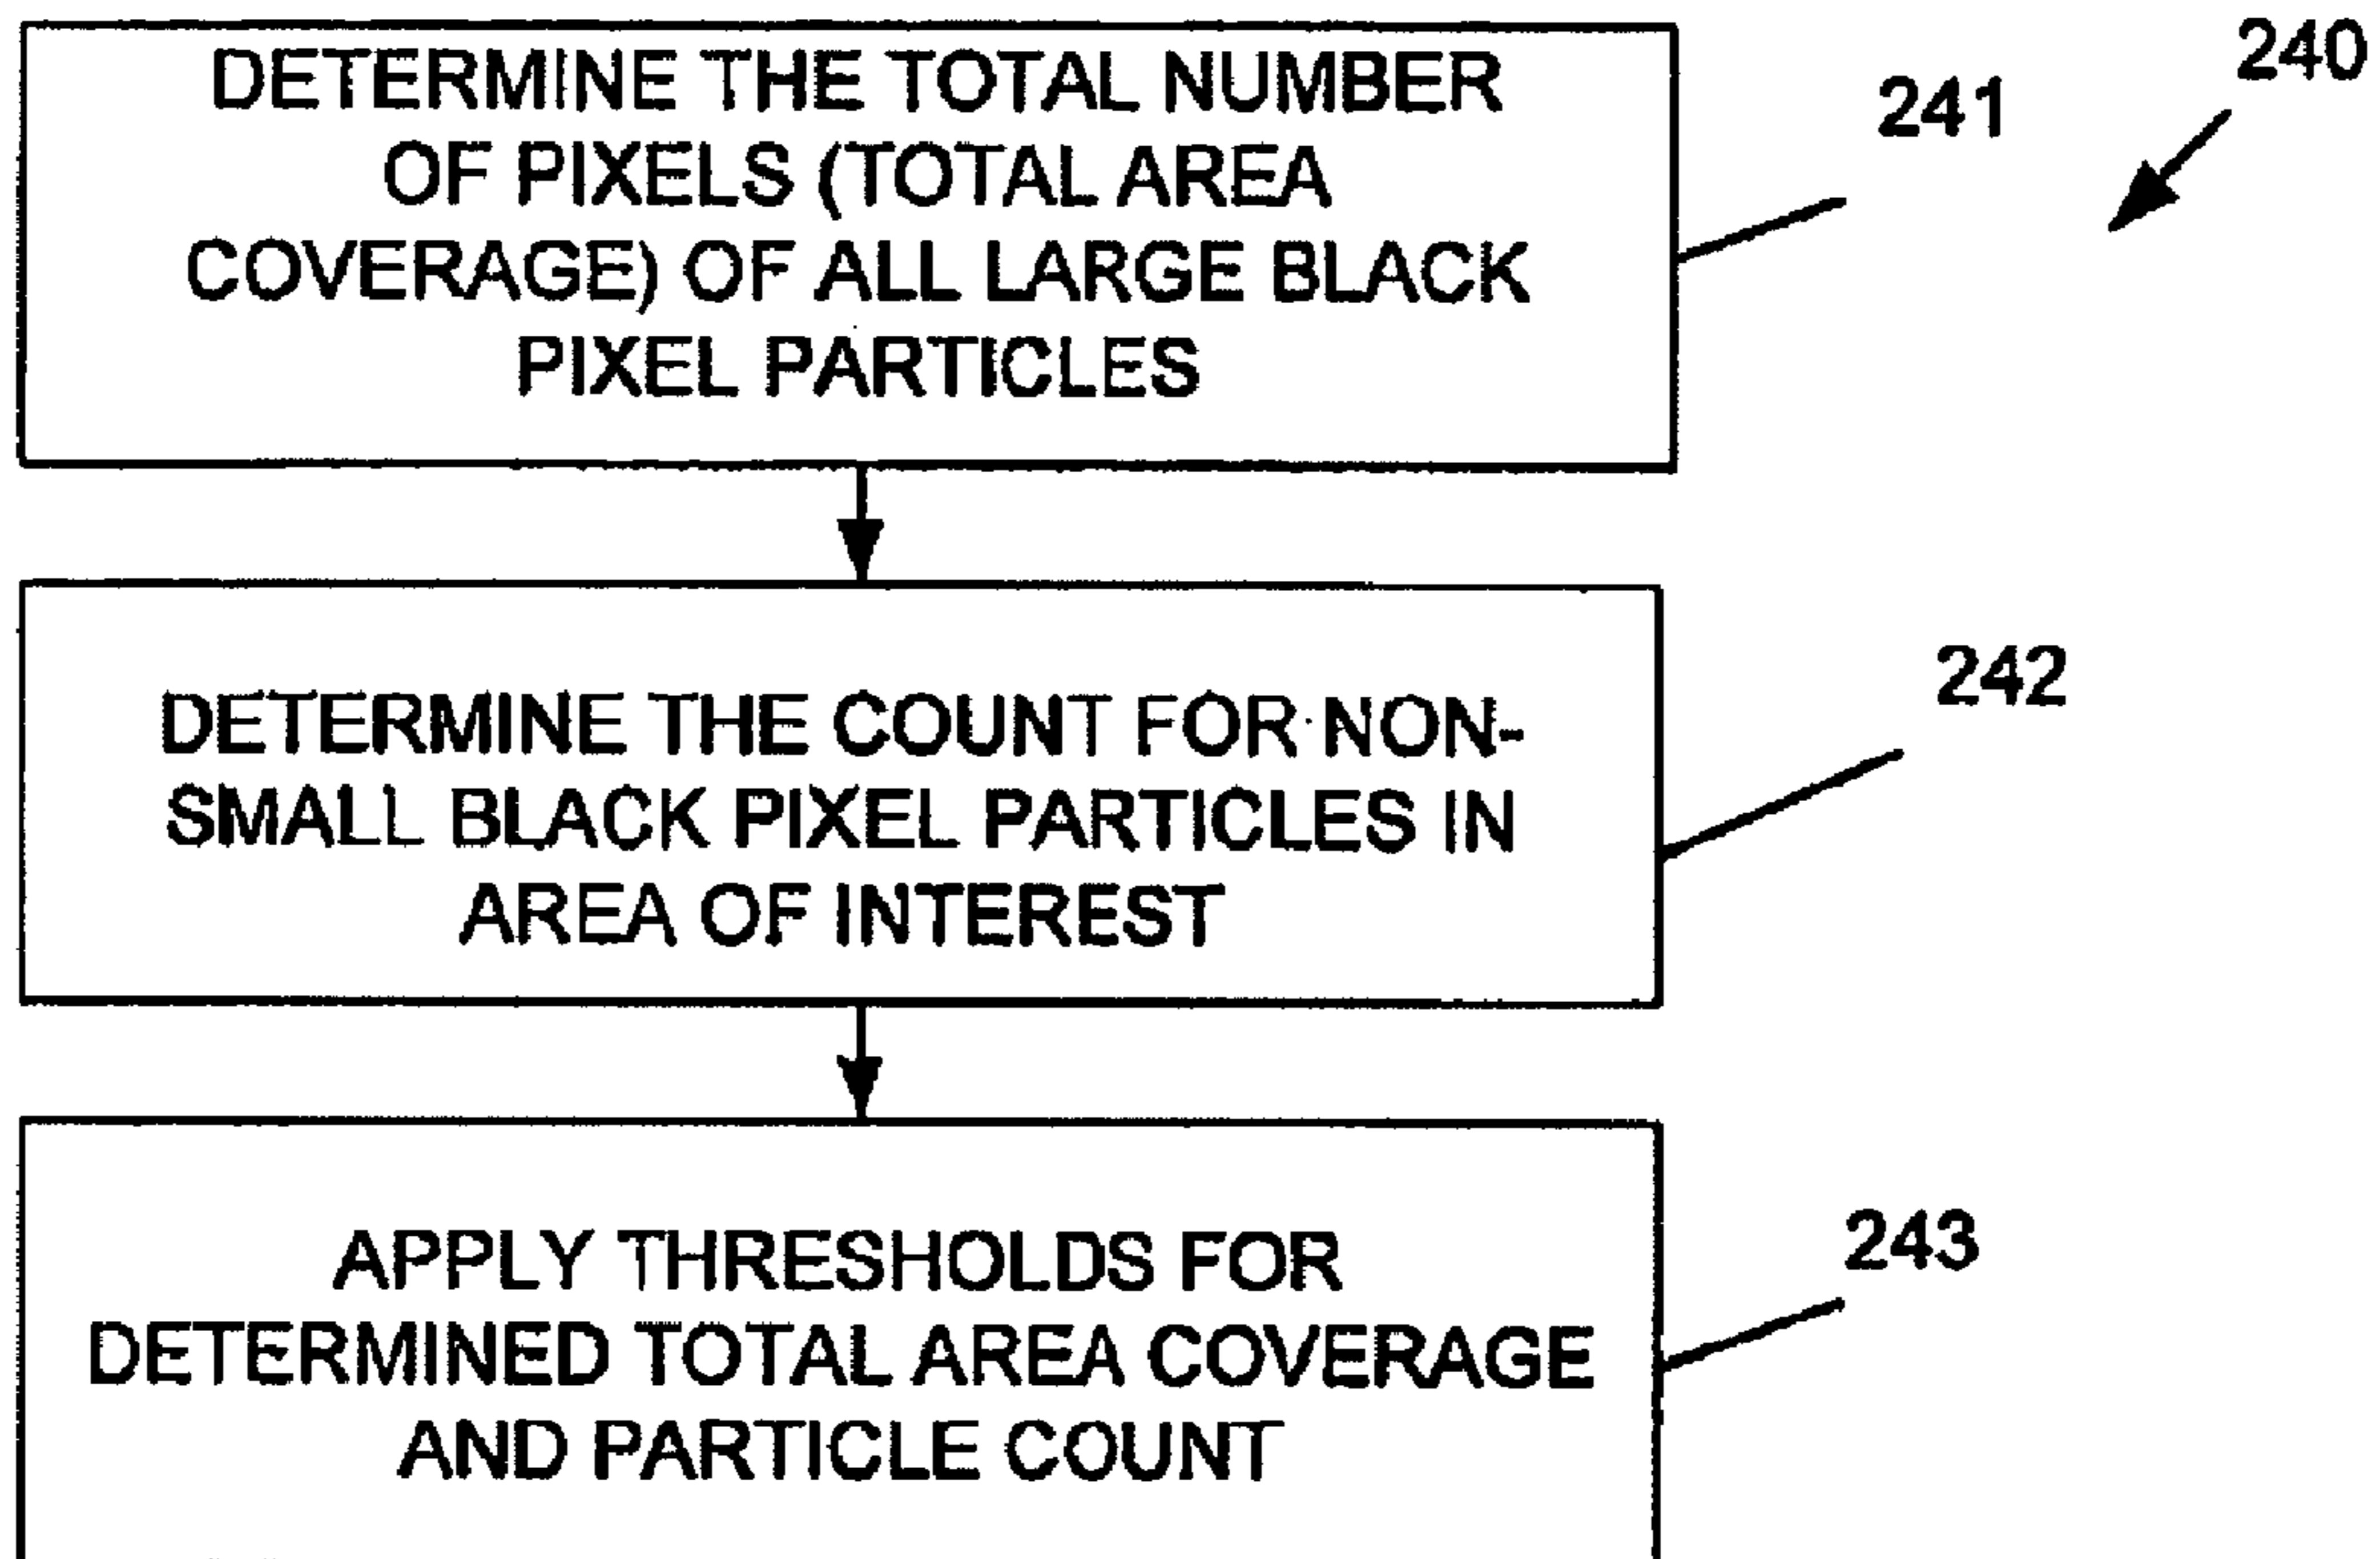 DETERMINE THE TOTAL NUMBER
OF PIXELS (TOTAL AREA
COVERAGE) OF ALL LARGE BLACK
PIXEL PARTICLES
241
240
DETERMINE THE COUNT FOR NON-
SMALL BLACK PIXEL PARTICLES IN
AREA OF INTEREST
242
APPLY THRESHOLDS FOR
DETERMINED TOTAL AREA COVERAGE
AND PARTICLE COUNT
243